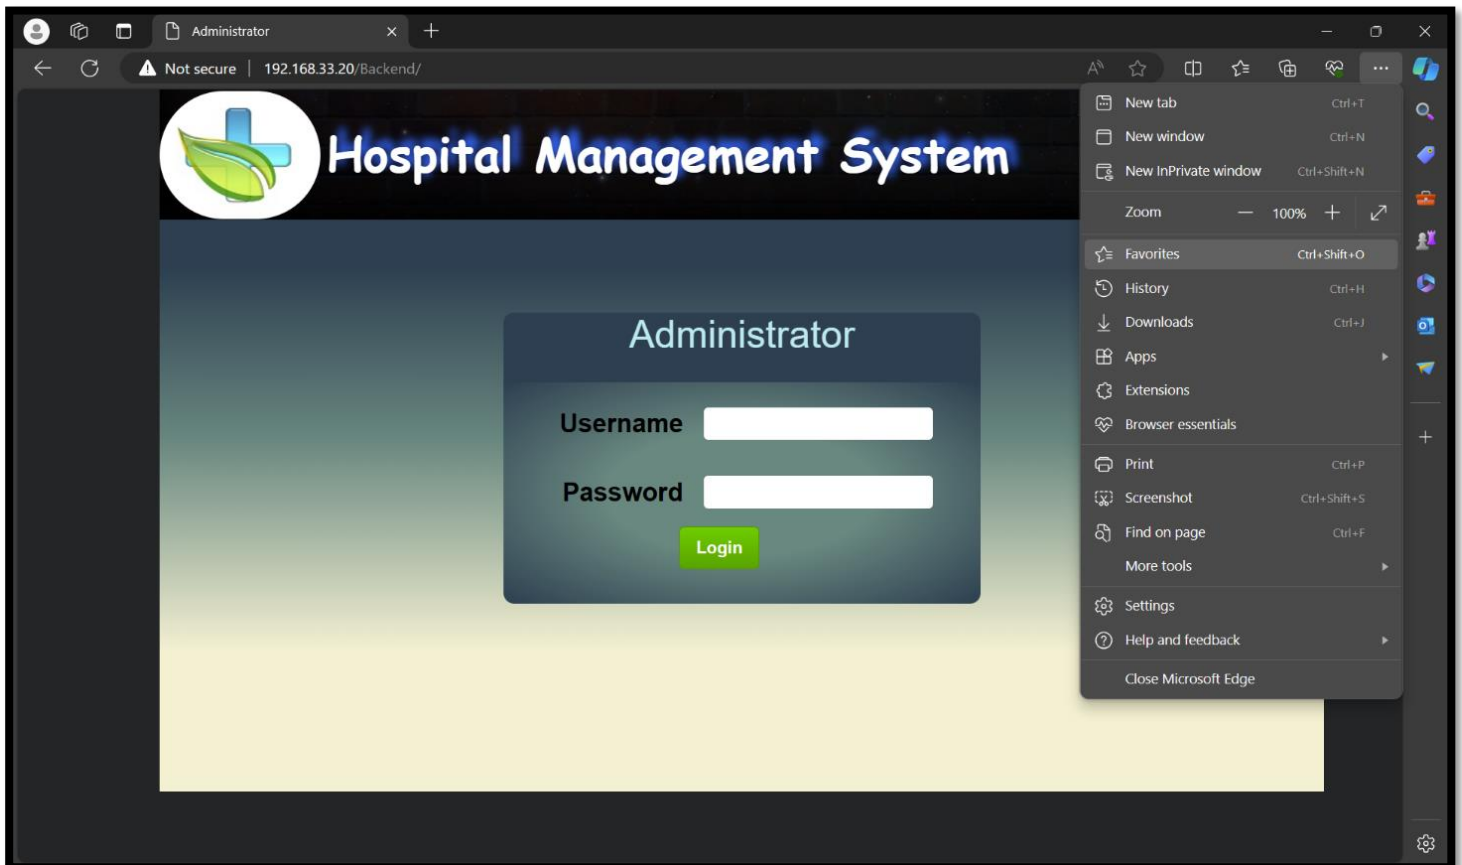 Administrator
Not secure | 192.168.33.20/Backend/
Hospital Management System
Administrator
Username
Password
Login
New tab Ctrl+T
New window Ctrl+N
New InPrivate window Ctrl+Shift+N
Zoom — 100% +
Favorites Ctrl+Shift+O
History Ctrl+H
Downloads Ctrl+J
Apps
Extensions
Browser essentials
Print Ctrl+P
Screenshot Ctrl+Shift+S
Find on page Ctrl+F
More tools
Settings
Help and feedback
Close Microsoft Edge